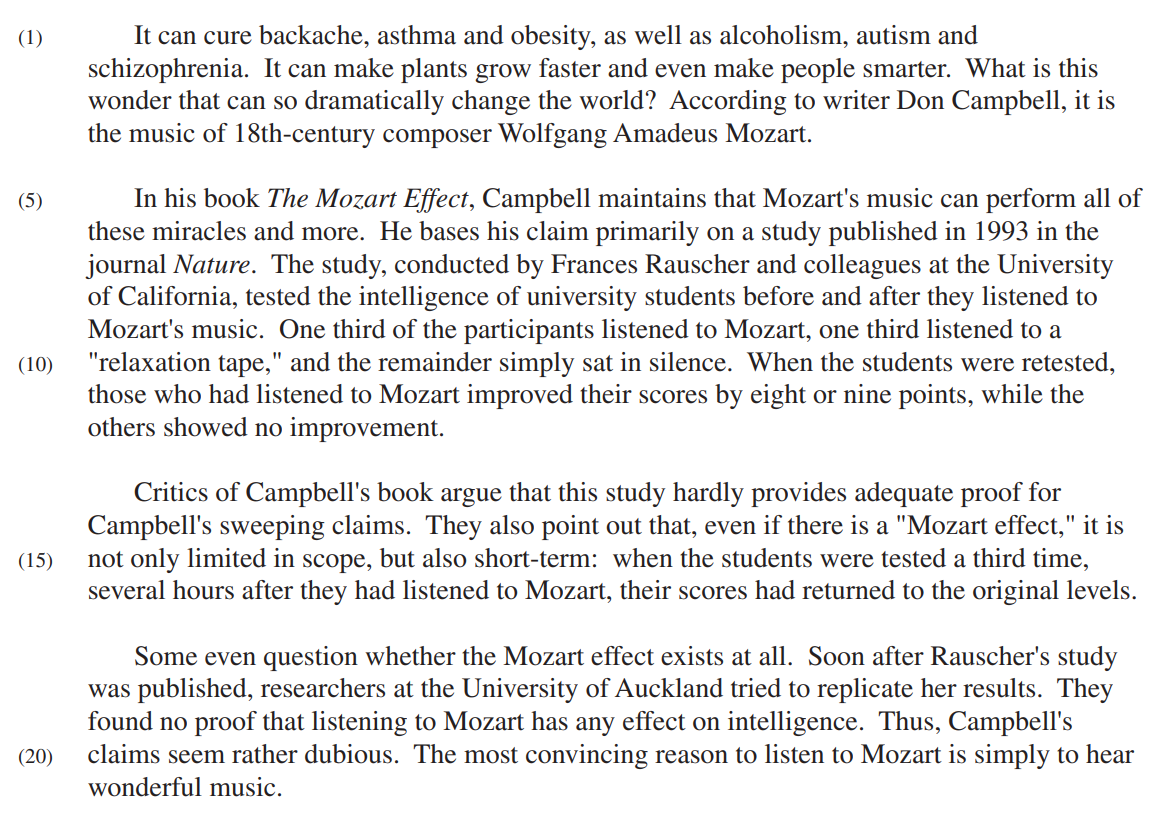 (1) It can cure backache, asthma and obesity, as well as alcoholism, autism and
schizophrenia. It can make plants grow faster and even make people smarter. What is this
wonder that can so dramatically change the world? According to writer Don Campbell, it is
the music of 18th-century composer Wolfgang Amadeus Mozart.
(5) In his book The Mozart Effect, Campbell maintains that Mozart's music can perform all of
these miracles and more. He bases his claim primarily on a study published in 1993 in the
journal Nature. The study, conducted by Frances Rauscher and colleagues at the University
of California, tested the intelligence of university students before and after they listened to
Mozart's music. One third of the participants listened to Mozart, one third listened to a
(10) "relaxation tape," and the remainder simply sat in silence. When the students were retested,
those who had listened to Mozart improved their scores by eight or nine points, while the
others showed no improvement.
Critics of Campbell's book argue that this study hardly provides adequate proof for
Campbell's sweeping claims. They also point out that, even if there is a "Mozart effect," it is
(15) not only limited in scope, but also short-term: when the students were tested a third time,
several hours after they had listened to Mozart, their scores had returned to the original levels.
Some even question whether the Mozart effect exists at all. Soon after Rauscher's study
was published, researchers at the University of Auckland tried to replicate her results. They
found no proof that listening to Mozart has any effect on intelligence. Thus, Campbell's
(20) claims seem rather dubious. The most convincing reason to listen to Mozart is simply to hear
wonderful music.